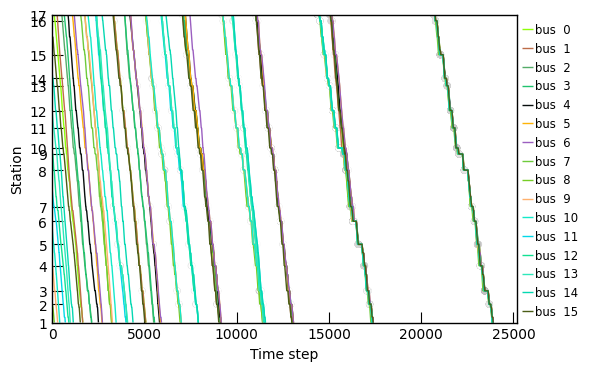 17
16
15
14
13
12
11
10
9
8
7
6
5
4
3
2
1
Station
0 5000 10000 15000 20000 25000
Time step
bus 0
bus 1
bus 2
bus 3
bus 4
bus 5
bus 6
bus 7
bus 8
bus 9
bus 10
bus 11
bus 12
bus 13
bus 14
bus 15